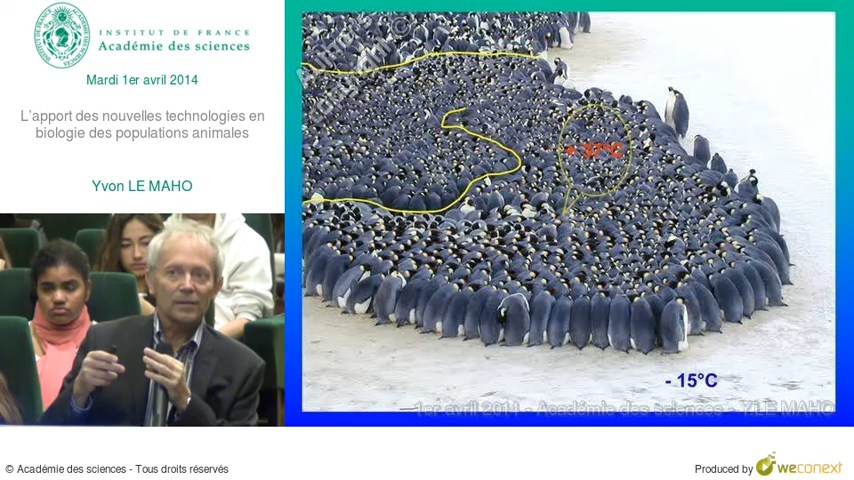 INSTITUT DE FRANCE
Académie des sciences
Mardi 1er avril 2014
L'apport des nouvelles technologies en
biologie des populations animales
Yvon LE MAHO
+ 37°C
- 15°C
1er avril 2014 - Académie des sciences - Y.LE MAHO
© Académie des sciences - Tous droits réservés
Produced by weconext